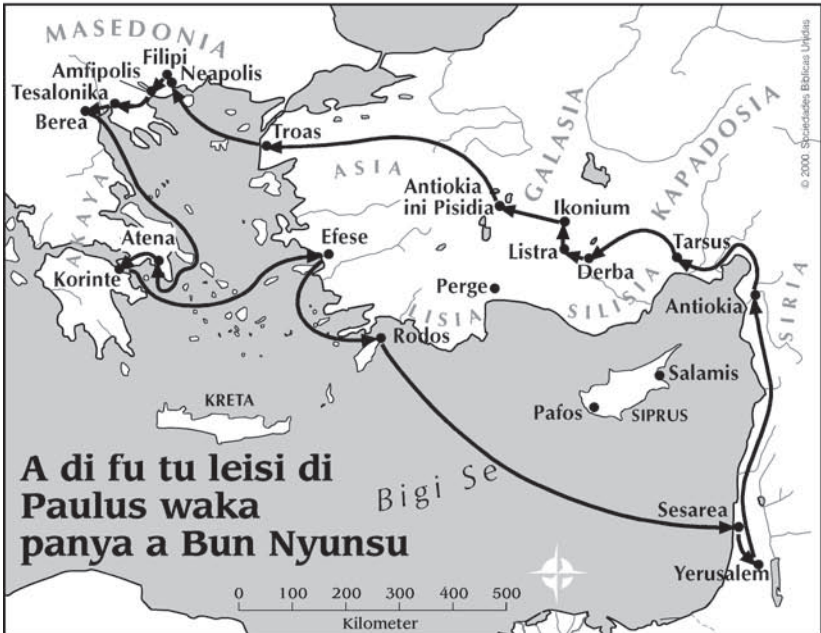 MASEDONIA
Filipi
Amfipolis
Neapolis
Tesalonika
Berea
Troas
ASIA
GALASIA
KAPADOSIA
© 2000. Sociedades Bíblicas Unidas
Antiokia
ini Pisidia
Ikonium
AKAYA
Atena
Efese
Listra
Derba
Tarsus
Korinte
Perge
LISIA
SILISIA
Antiokia
SIRIA
Rodos
Salamis
KRETA
Pafos
SIPRUS
A di fu tu leisi di
Paulus waka
panya a Bun Nyunsu
Bigi Se
Sesarea
Yerusalem
0 100 200 300 400 500
Kilometer